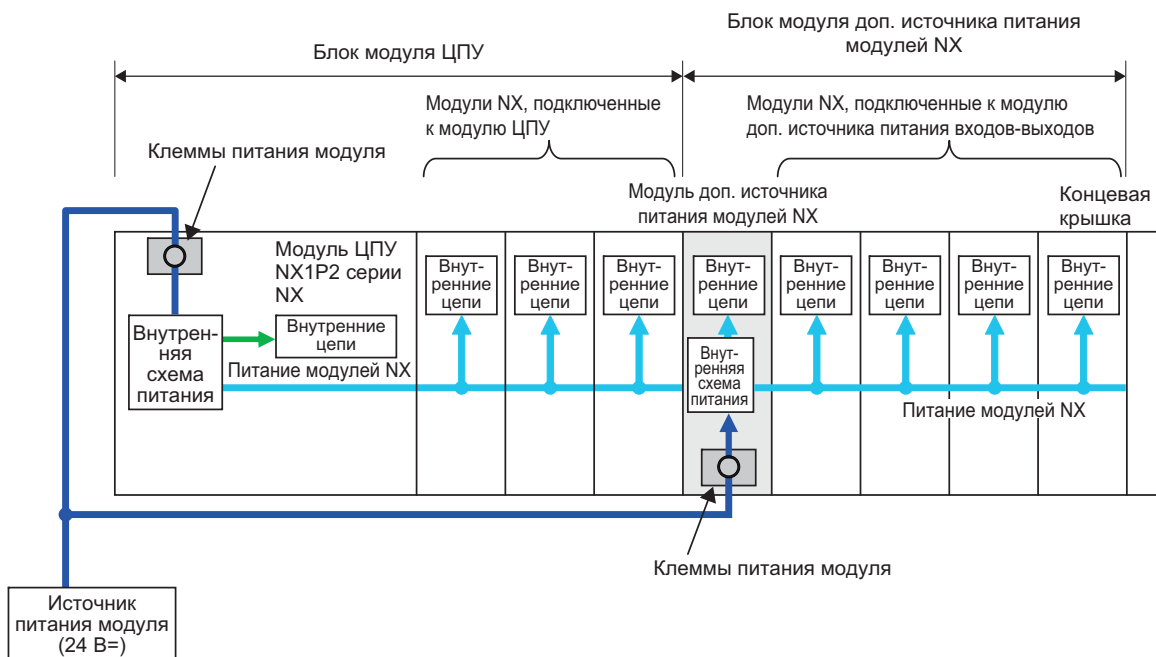 Блок модуля ЦПУ
Блок модуля доп. источника питания
модулей NX
Модули NX, подключенные
к модулю ЦПУ
Модули NX, подключенные к модулю
доп. источника питания входов-выходов
Клеммы питания модуля
Модуль доп. источника
питания модулей NX
Концевая
крышка
Модуль ЦПУ
NX1P2 серии
NX
Внут-
ренние
цепи
Внут-
ренние
цепи
Внут-
ренние
цепи
Внут-
ренние
цепи
Внут-
ренние
цепи
Внут-
ренние
цепи
Внут-
ренние
цепи
Внут-
ренние
цепи
Внутрен-
няя
схема
питания
Внутренние
цепи
Питание модулей NX
Внут-
ренняя
схема
питания
Питание модулей NX
Клеммы питания модуля
Источник
питания модуля
(24 В=)